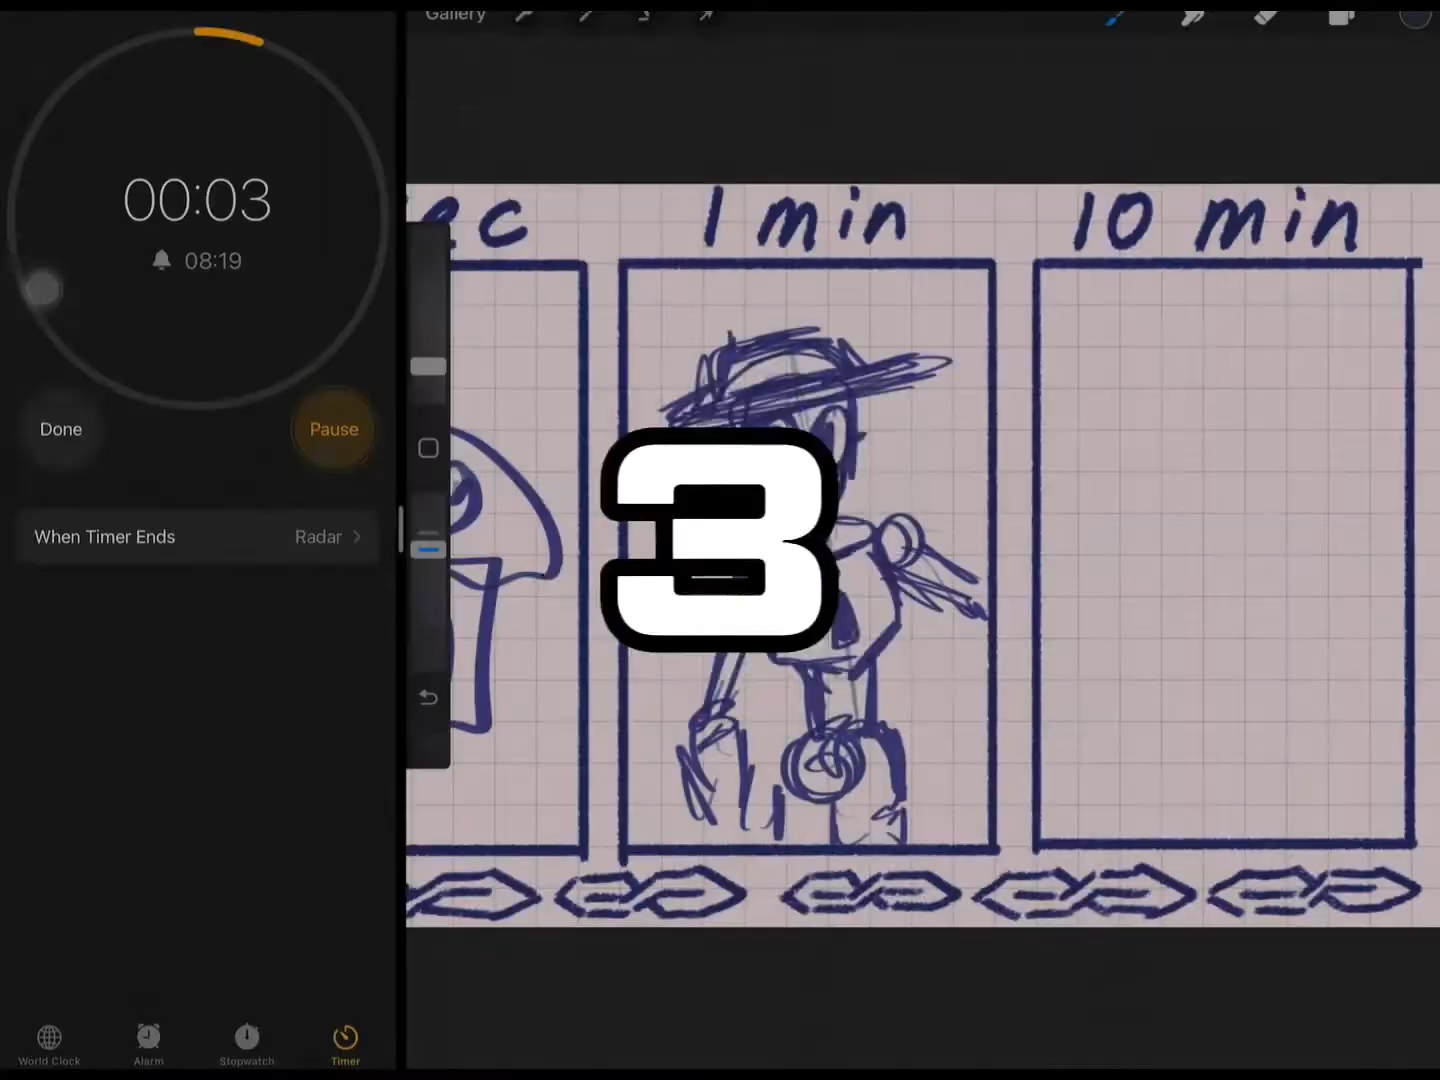 Gallery
00:03
08:19
Done
Pause
When Timer Ends
Radar
World Clock
Alarm
Stopwatch
Timer
ec
1 min
10 min
3